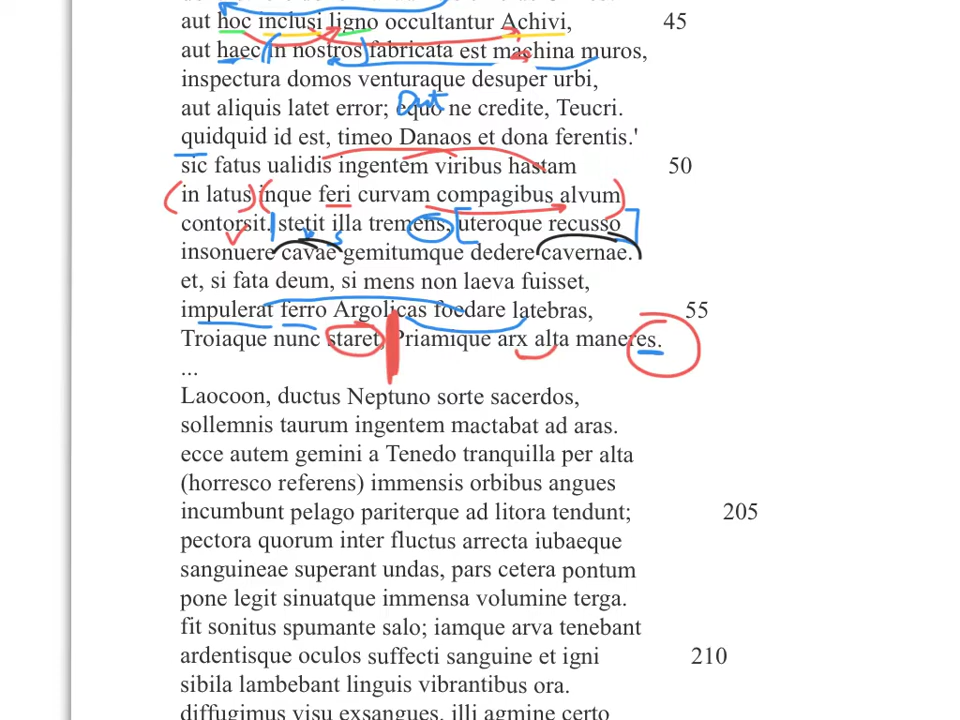 aut hoc inclusi ligno occultantur Achivi, 45
aut haec in nostros fabricata est machina muros,
inspectura domos venturaque desuper urbi,
Dat
aut aliquis latet error; equo ne credite, Teucri.
quidquid id est, timeo Danaos et dona ferentis.'
sic fatus ualidis ingentem viribus hastam 50
in latus inque feri curvam compagibus alvum
contorsit. stetit illa tremens, uteroque recusso
insonuere cavae gemitumque dedere cavernae.
et, si fata deum, si mens non laeva fuisset,
impulerat ferro Argolicas foedare latebras, 55
Troiaque nunc staret, Priamique arx alta maneres.
...
Laocoon, ductus Neptuno sorte sacerdos,
sollemnis taurum ingentem mactabat ad aras.
ecce autem gemini a Tenedo tranquilla per alta
(horresco referens) immensis orbibus angues
incumbunt pelago pariterque ad litora tendunt; 205
pectora quorum inter fluctus arrecta iubaeque
sanguineae superant undas, pars cetera pontum
pone legit sinuatque immensa volumine terga.
fit sonitus spumante salo; iamque arva tenebant
ardentisque oculos suffecti sanguine et igni 210
sibila lambebant linguis vibrantibus ora.
diffugimus visu exsangues. illi agmine certo